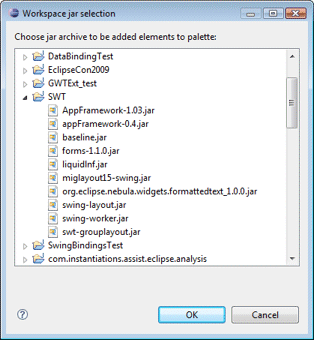 Workspace jar selection
Choose jar archive to be added elements to palette:
DataBindingTest
EclipseCon2009
GWTExt_test
SWT
AppFramework-1.03.jar
appFramework-0.4.jar
baseline.jar
forms-1.1.0.jar
liquidInf.jar
miglayout15-swing.jar
org.eclipse.nebula.widgets.formattedtext_1.0.0.jar
swing-layout.jar
swing-worker.jar
swt-grouplayout.jar
SwingBindingsTest
com.instantiations.assist.eclipse.analysis
?
OK
Cancel